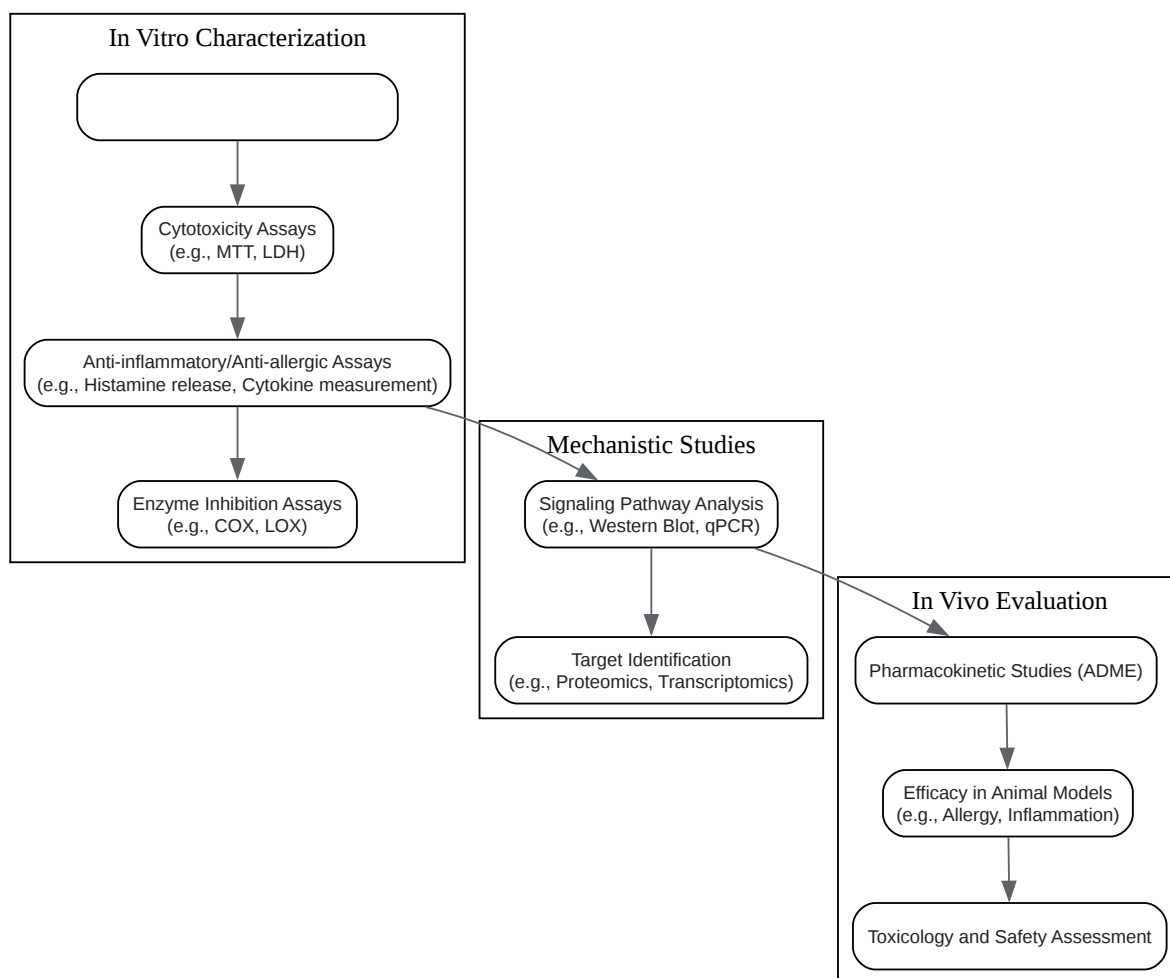 In Vitro Characterization
Cytotoxicity Assays
(e.g., MTT, LDH)
Anti-inflammatory/Anti-allergic Assays
(e.g., Histamine release, Cytokine measurement)
Enzyme Inhibition Assays
(e.g., COX, LOX)
Mechanistic Studies
Signaling Pathway Analysis
(e.g., Western Blot, qPCR)
Target Identification
(e.g., Proteomics, Transcriptomics)
In Vivo Evaluation
Pharmacokinetic Studies (ADME)
Efficacy in Animal Models
(e.g., Allergy, Inflammation)
Toxicology and Safety Assessment